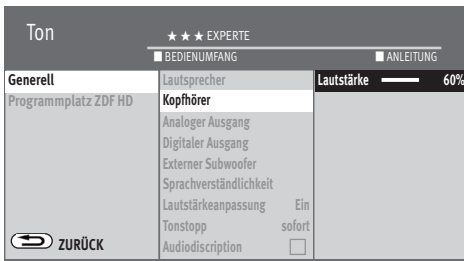 Ton
★ ★ ★ EXPERTE
BEDIENUMFANG ANLEITUNG
Generell Lautsprecher Lautstärke 60%
Programmplatz ZDF HD Kopfhörer
Analoger Ausgang
Digitaler Ausgang
Externer Subwoofer
Sprachverständlichkeit
Lautstärkeanpassung Ein
Tonstopp sofort
ZURÜCK Audiodiscription